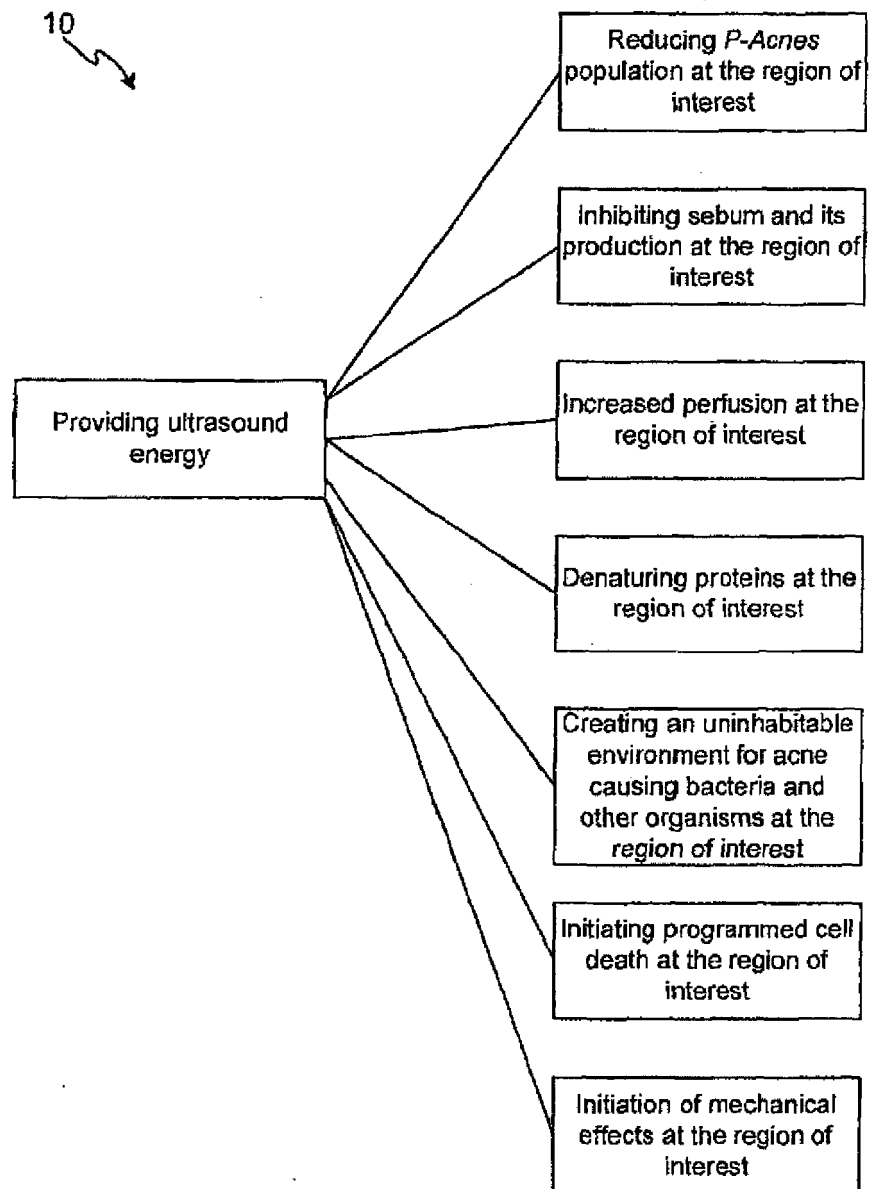 10
Reducing P-Acnes
population at the region of
interest
Inhibiting sebum and its
production at the region of
interest
Providing ultrasound
energy
Increased perfusion at the
region of interest
Denaturing proteins at the
region of interest
Creating an uninhabitable
environment for acne
causing bacteria and
other organisms at the
region of interest
Initiating programmed cell
death at the region of
interest
Initiation of mechanical
effects at the region of
interest